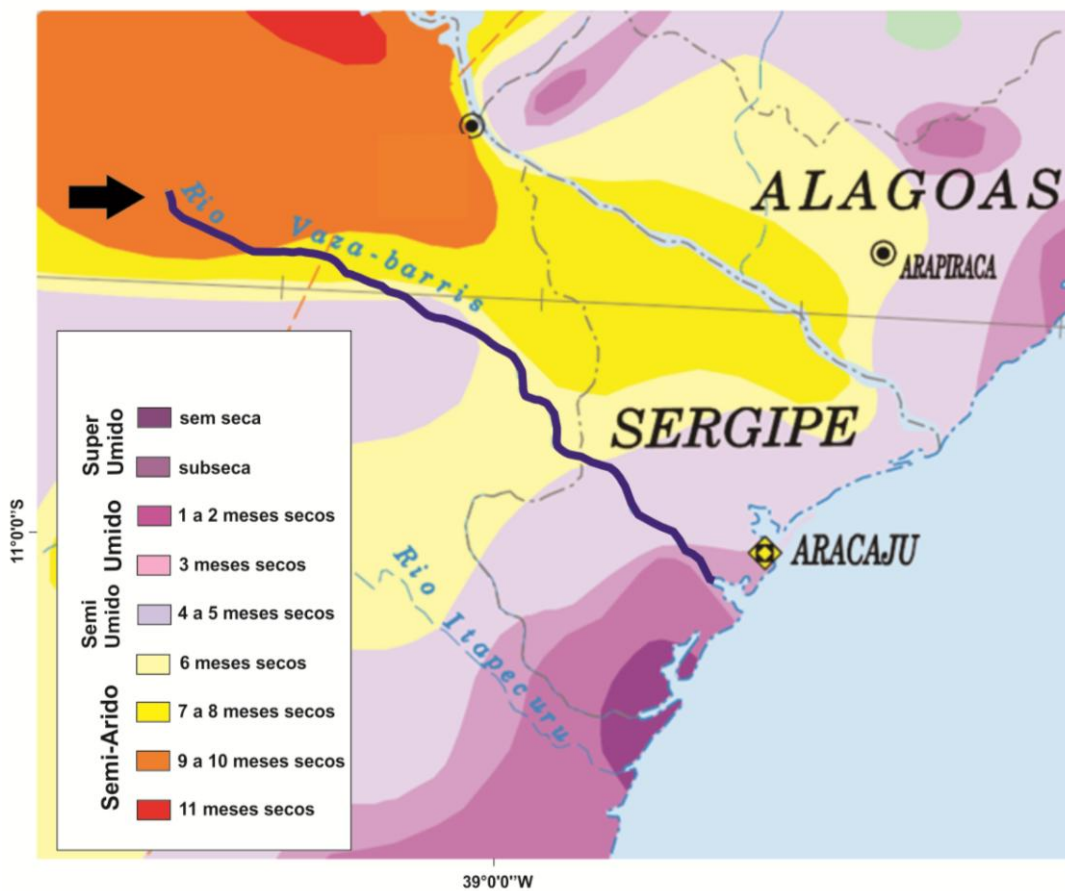 Rio
Vaza-barris
ALAGOAS
ARAPIRACA
SERGIPE
ARACAJU
Rio Itapecuru
Super
Umido
sem seca
subseca
Umido
1 a 2 meses secos
3 meses secos
Semi
Umido
4 a 5 meses secos
6 meses secos
Semi-Arido
7 a 8 meses secos
9 a 10 meses secos
11 meses secos
11°0'0"S
39°0'0"W